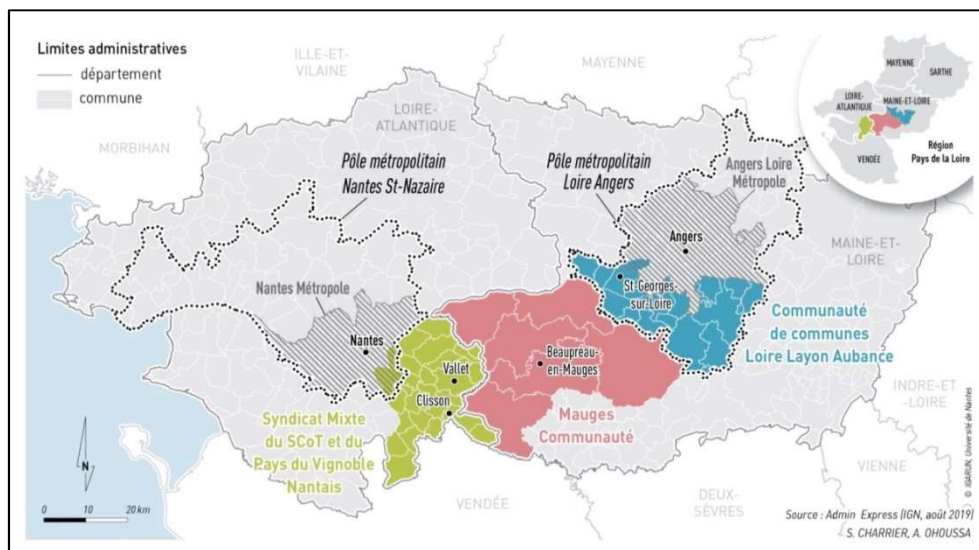 Limites administratives
département
commune
ILLE-ET-
VILAINE
MAYENNE
MORBIHAN
LOIRE-
ATLANTIQUE
Pôle métropolitain
Nantes St-Nazaire
Pôle métropolitain
Loire Angers
Angers Loire
Métropole
MAYENNE
SARTHE
LOIRE-
ATLANTIQUE
MAINE-ET-LOIRE
VENDÉE
Région
Pays de la Loire
Angers
MAINE-ET-
LOIRE
St-Georges-
sur-Loire
Nantes Métropole
Nantes
Communauté
de communes
Loire Layon Aubance
Vallet
Beaupreau-
en-Mauges
Clisson
Syndicat Mixte
du SCoT et du
Pays du Vignoble
Nantais
Mauges
Communauté
INDRE-ET-
LOIRE
VIENNE
VENDÉE
DEUX-
SÈVRES
N
0 10 20 km
Source : Admin Express (IGN, août 2019)
S. CHARRIER, A. OHOUSSA
© IGARUN, Université de Nantes